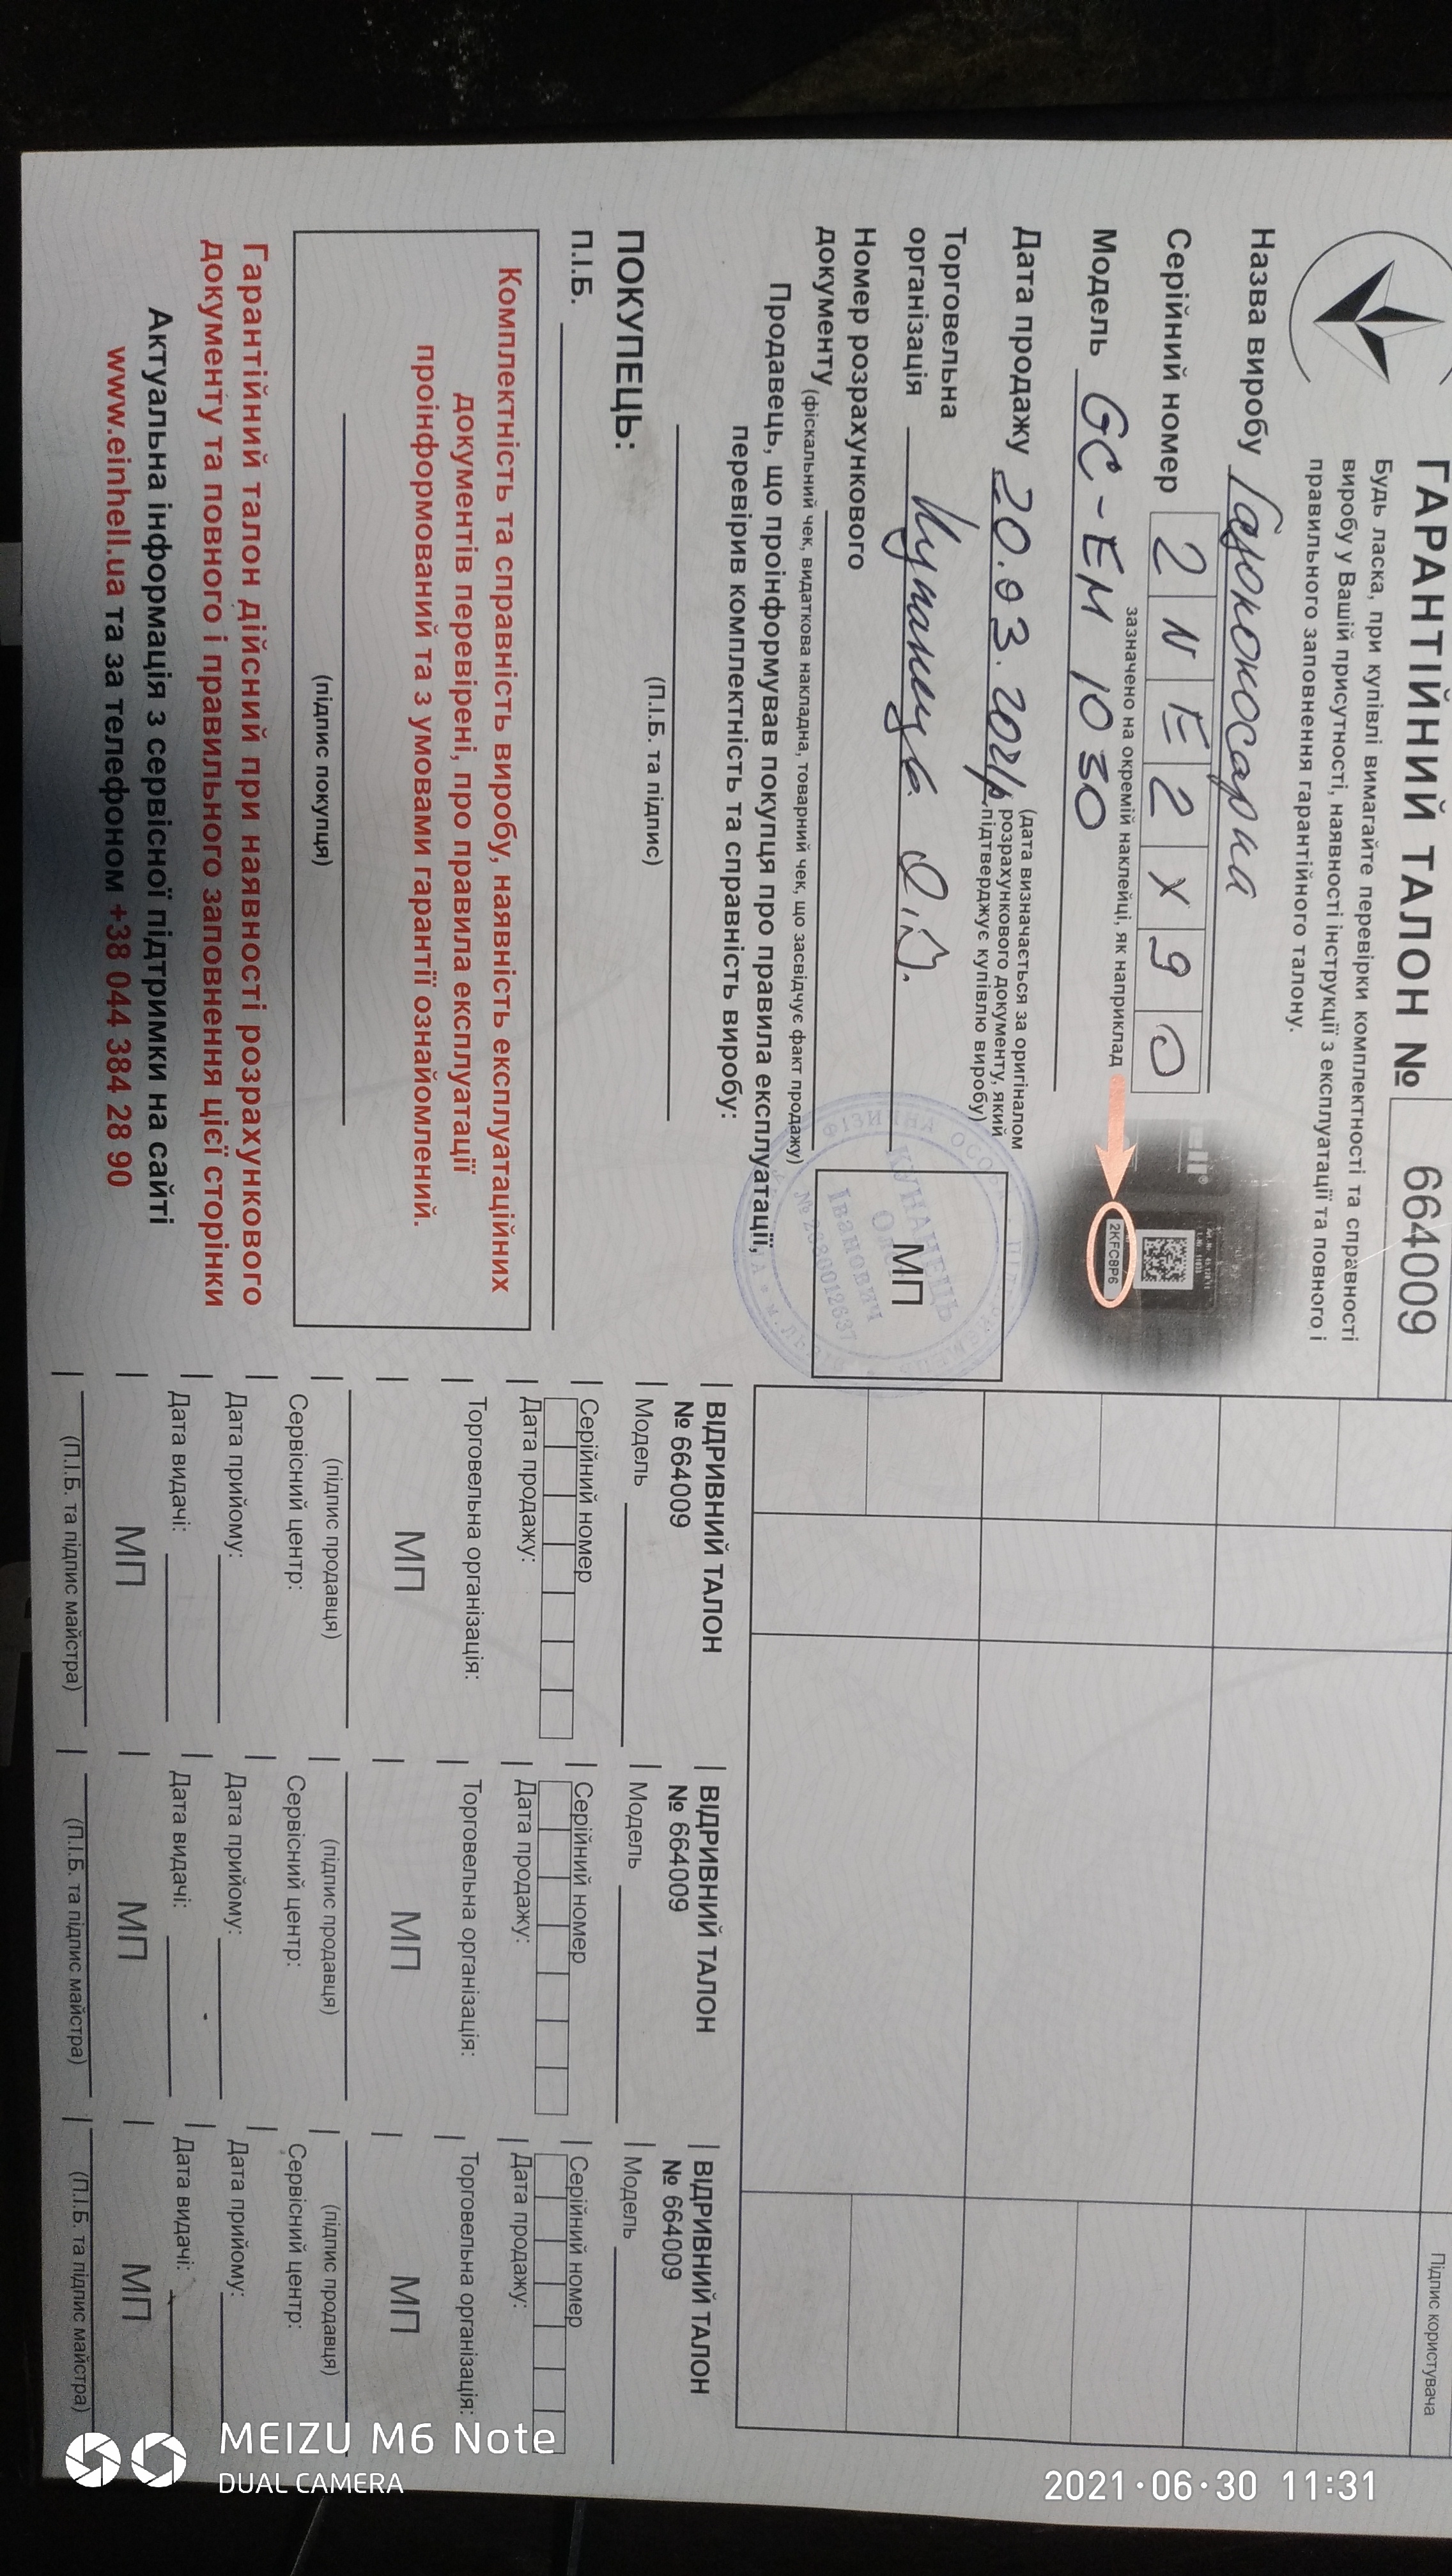 ГАРАНТІЙНИЙ ТАЛОН № 664009
Будь ласка, при купівлі вимагайте перевірки комплектності та справності
виробу у Вашій присутності, наявності інструкції з експлуатації та повного і
правильного заповнення гарантійного талону.
Назва виробу Газонокосарка
Серійний номер 2 N E 2 X 9 0
зазначено на окремій наклейці, як наприклад
2KFC8P6
Модель GC-EM 1030
Дата продажу 20.03.2021р
(дата визначається за оригіналом
розрахункового документу, який
підтверджує купівлю виробу)
Торговельна
організація Кунанець О.І.
МП
ФІЗИЧНА ОСОБА
КУНАНЕЦЬ
Іванович
Номер розрахункового
документу
(фіскальний чек, видаткова накладна, товарний чек, що засвідчує факт продажу)
Продавець, що проінформував покупця про правила експлуатації,
перевірив комплектність та справність виробу:
(П.І.Б. та підпис)
ПОКУПЕЦЬ:
П.І.Б.
Комплектність та справність виробу, наявність експлуатаційних
документів перевірені, про правила експлуатації
проінформований та з умовами гарантії ознайомлений.
(підпис покупця)
Гарантійний талон дійсний при наявності розрахункового
документу та повного і правильного заповнення цієї сторінки
Актуальна інформація з сервісної підтримки на сайті
www.einhell.ua та за телефоном +38 044 384 28 90
Підпис користувача
ВІДРИВНИЙ ТАЛОН
№ 664009
Модель
Серійний номер
Дата продажу:
Торговельна організація:
МП
(підпис продавця)
Сервісний центр:
Дата прийому:
Дата видачі:
МП
(П.І.Б. та підпис майстра)
ВІДРИВНИЙ ТАЛОН
№ 664009
Модель
Серійний номер
Дата продажу:
Торговельна організація:
МП
(підпис продавця)
Сервісний центр:
Дата прийому:
Дата видачі:
МП
(П.І.Б. та підпис майстра)
ВІДРИВНИЙ ТАЛОН
№ 664009
Модель
Серійний номер
Дата продажу:
Торговельна організація:
МП
(підпис продавця)
Сервісний центр:
Дата прийому:
Дата видачі:
МП
(П.І.Б. та підпис майстра)
MEIZU M6 Note
DUAL CAMERA
2021·06·30 11:31